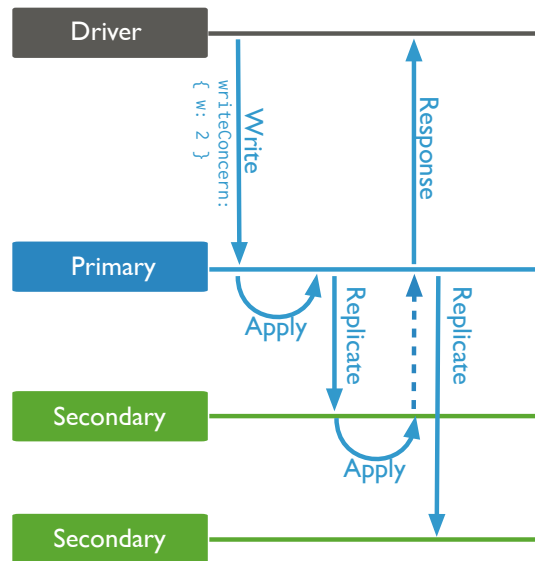 Driver
Write
writeConcern:
{ w: 2 }
Response
Primary
Apply
Replicate
Replicate
Secondary
Apply
Secondary